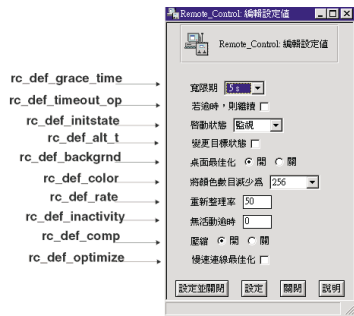 Remote_Control: 編輯設定值
Remote_Control: 編輯設定值
rc_def_grace_time
寬限期 5分
rc_def_timeout_op
若逾時，則繼續
rc_def_initstate
啟動狀態 監視
rc_def_alt_t
變更目標狀態
rc_def_backgrnd
桌面最佳化 開 關
rc_def_color
將顏色數目減少為 256
rc_def_rate
重新整理率 50
rc_def_inactivity
無活動逾時 0
rc_def_comp
壓縮 開 關
rc_def_optimize
慢速連線最佳化
設定並關閉 設定 關閉 說明